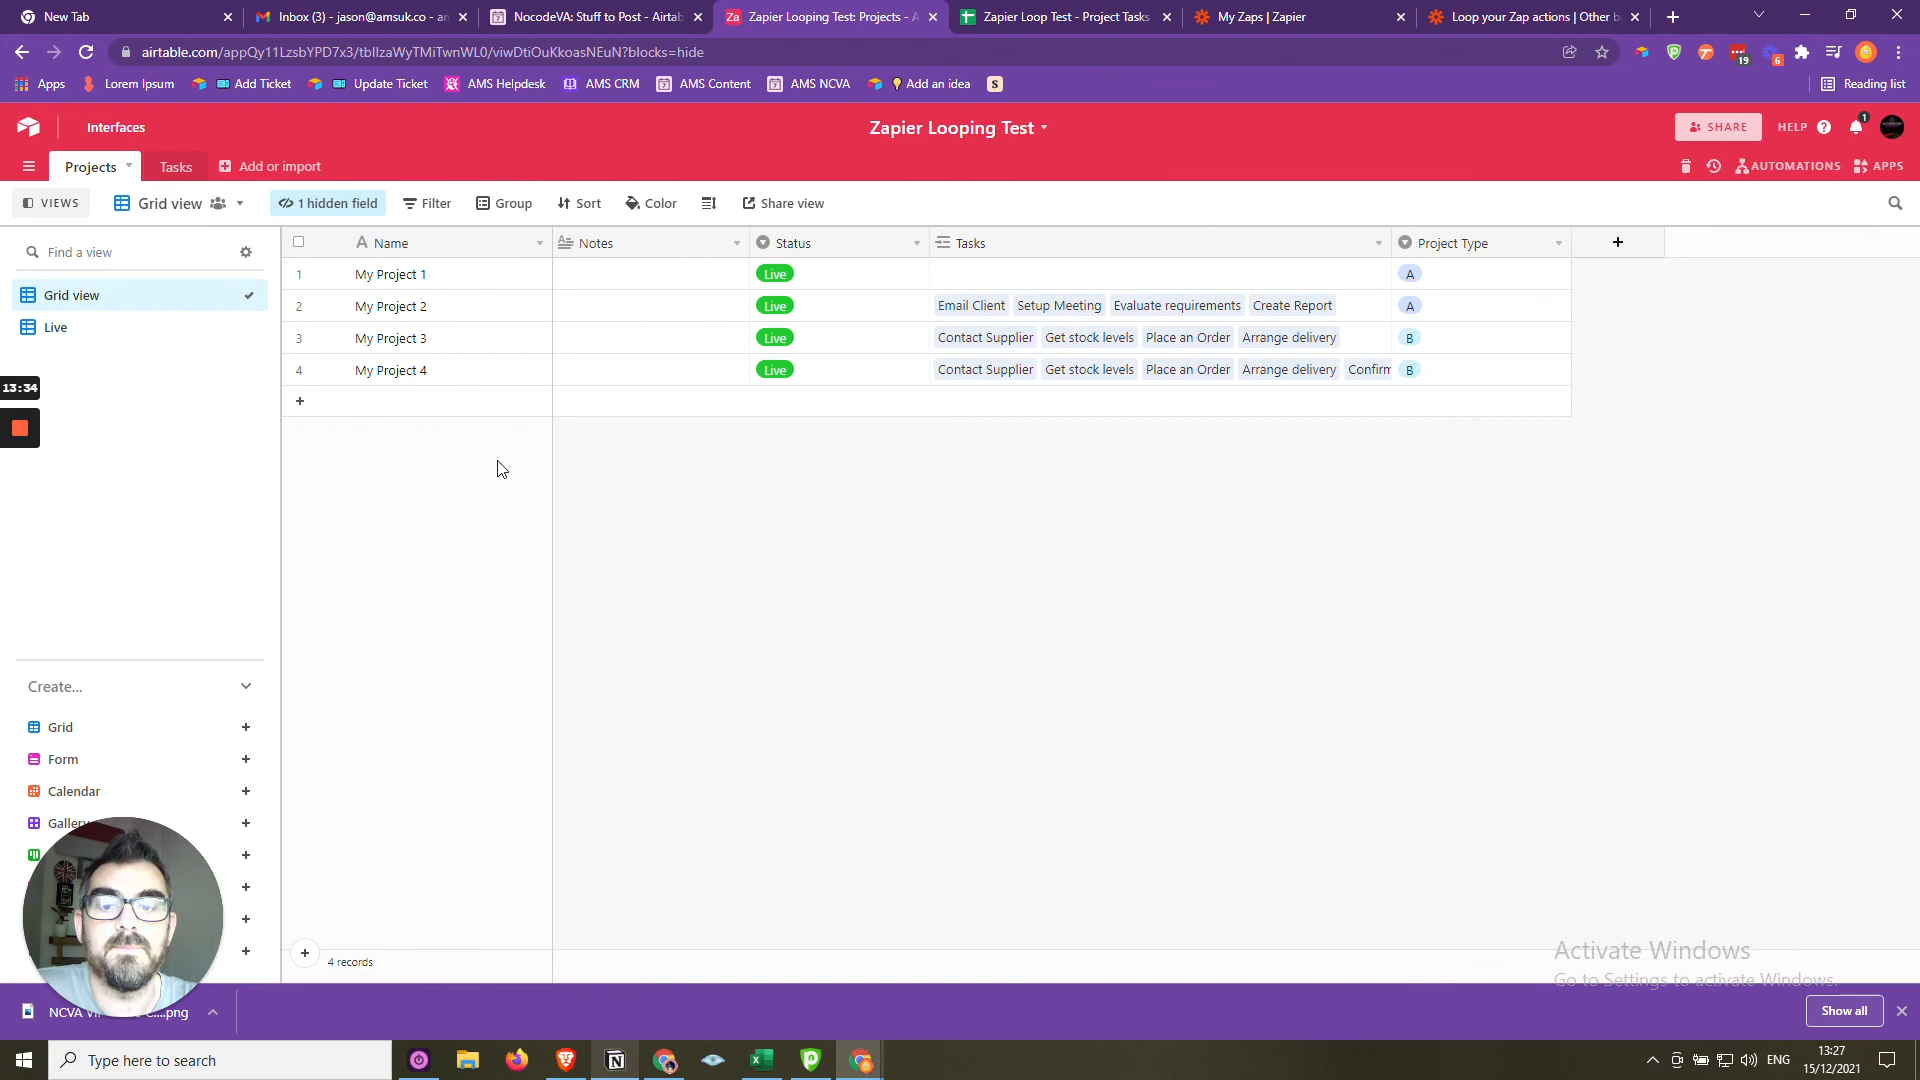 New Tab
Inbox (3) - jason@amsuk.co - am
NocodeVA: Stuff to Post - Airtab
Za Zapier Looping Test: Projects - A
Zapier Loop Test - Project Tasks
My Zaps | Zapier
Loop your Zap actions | Other b
airtable.com/appQy11LzsbYPD7x3/tblIzaWyTMiTwnWL0/viwDtiOuKkoasNEuN?blocks=hide
19
6
Apps
Lorem Ipsum
Add Ticket
Update Ticket
AMS Helpdesk
AMS CRM
AMS Content
AMS NCVA
Add an idea
S
Reading list
Interfaces
Zapier Looping Test
SHARE
HELP
1
Projects
Tasks
Add or import
AUTOMATIONS
APPS
VIEWS
Grid view
1 hidden field
Filter
Group
Sort
Color
Share view
Find a view
Name
Notes
Status
Tasks
Project Type
Grid view
Live
1 My Project 1 Live A
2 My Project 2 Live Email Client Setup Meeting Evaluate requirements Create Report A
3 My Project 3 Live Contact Supplier Get stock levels Place an Order Arrange delivery B
4 My Project 4 Live Contact Supplier Get stock levels Place an Order Arrange delivery Confirm B
13:34
Create...
Grid
Form
Calendar
Gallery
4 records
Activate Windows
Go to Settings to activate Windows.
NCVA
....png
Show all
Type here to search
ENG
13:27
15/12/2021